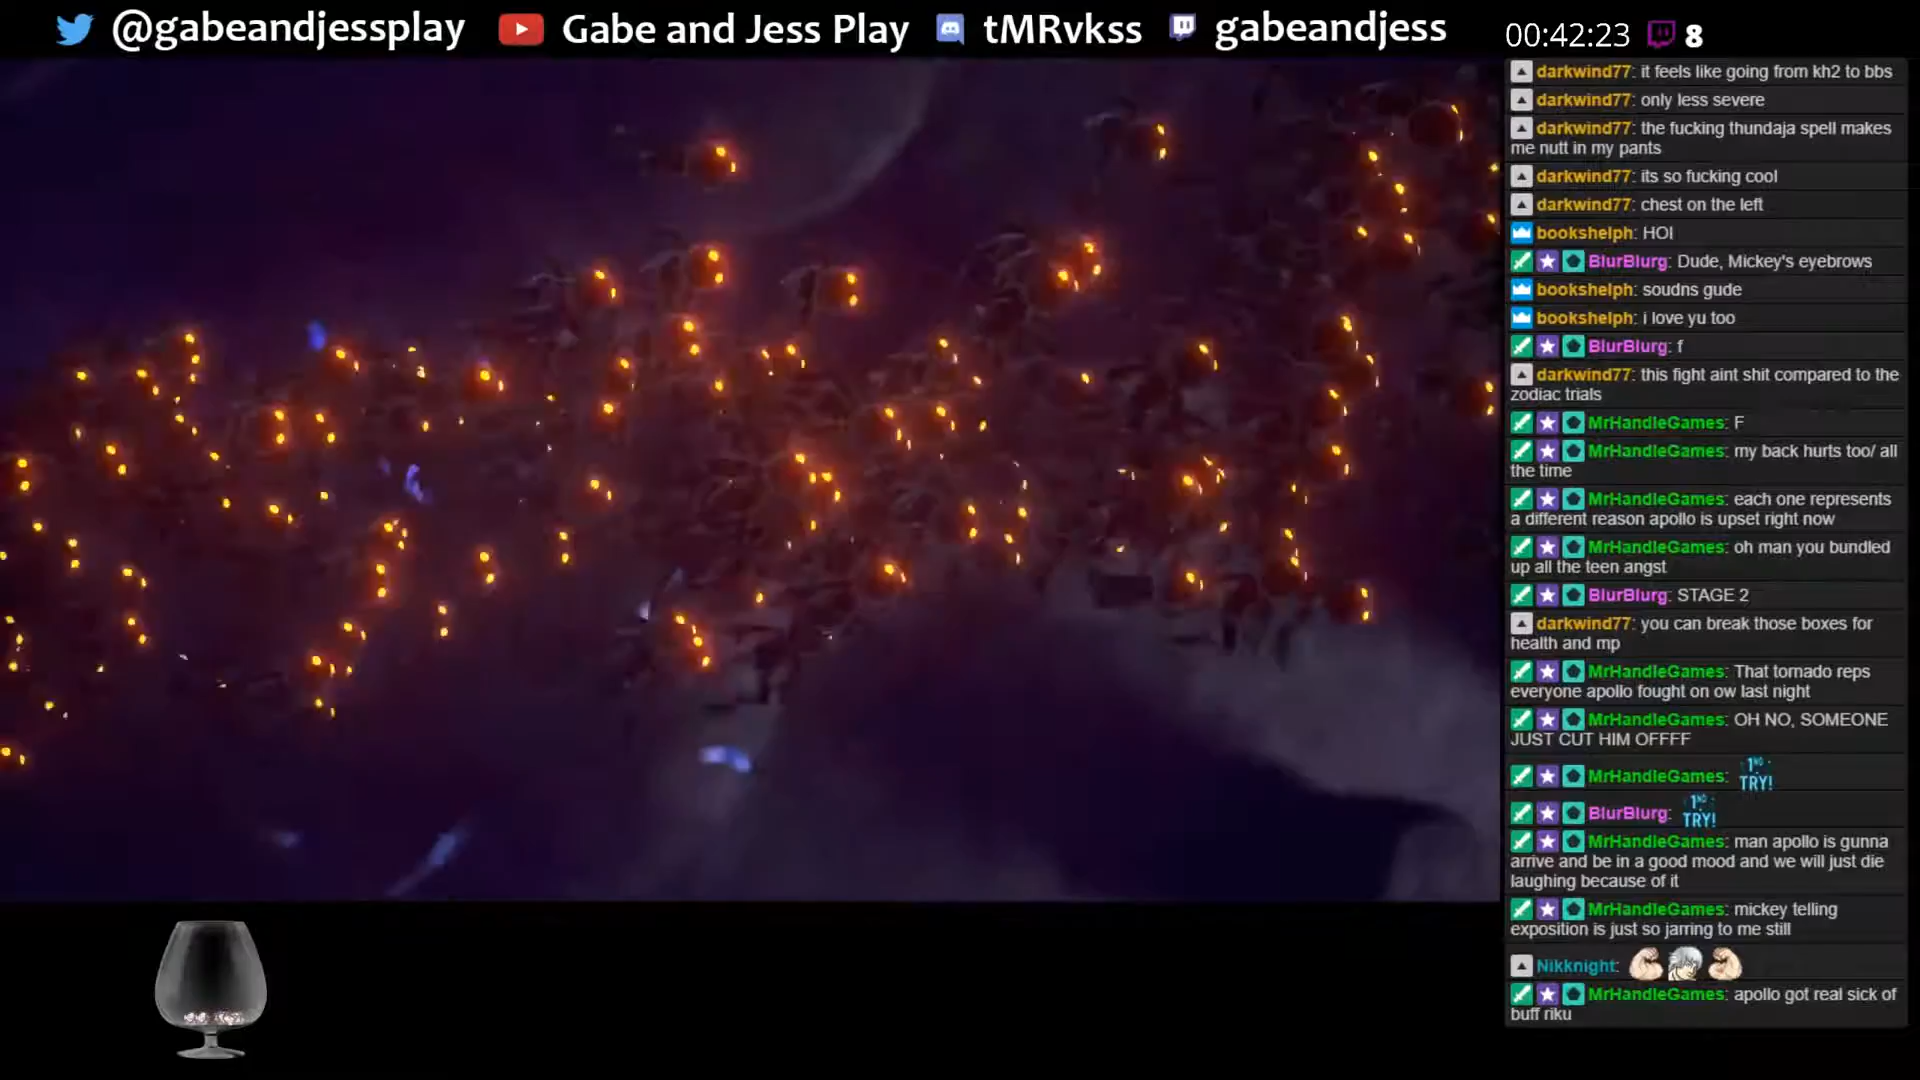 @gabeandjessplay Gabe and Jess Play tMRvkss gabeandjess 00:42:23 8
darkwind77: it feels like going from kh2 to bbs
darkwind77: only less severe
darkwind77: the fucking thundaja spell makes
me nutt in my pants
darkwind77: its so fucking cool
darkwind77: chest on the left
bookshelph: HOI
BlurBlurg: Dude, Mickey's eyebrows
bookshelph: soudns gude
bookshelph: i love yu too
BlurBlurg: f
darkwind77: this fight aint shit compared to the
zodiac trials
MrHandleGames: F
MrHandleGames: my back hurts too/ all
the time
MrHandleGames: each one represents
a different reason apollo is upset right now
MrHandleGames: oh man you bundled
up all the teen angst
BlurBlurg: STAGE 2
darkwind77: you can break those boxes for
health and mp
MrHandleGames: That tornado reps
everyone apollo fought on ow last night
MrHandleGames: OH NO, SOMEONE
JUST CUT HIM OFFFF
MrHandleGames: 1ND TRY!
BlurBlurg: 1ND TRY!
MrHandleGames: man apollo is gunna
arrive and be in a good mood and we will just die
laughing because of it
MrHandleGames: mickey telling
exposition is just so jarring to me still
Nikknight:
MrHandleGames: apollo got real sick of
buff riku